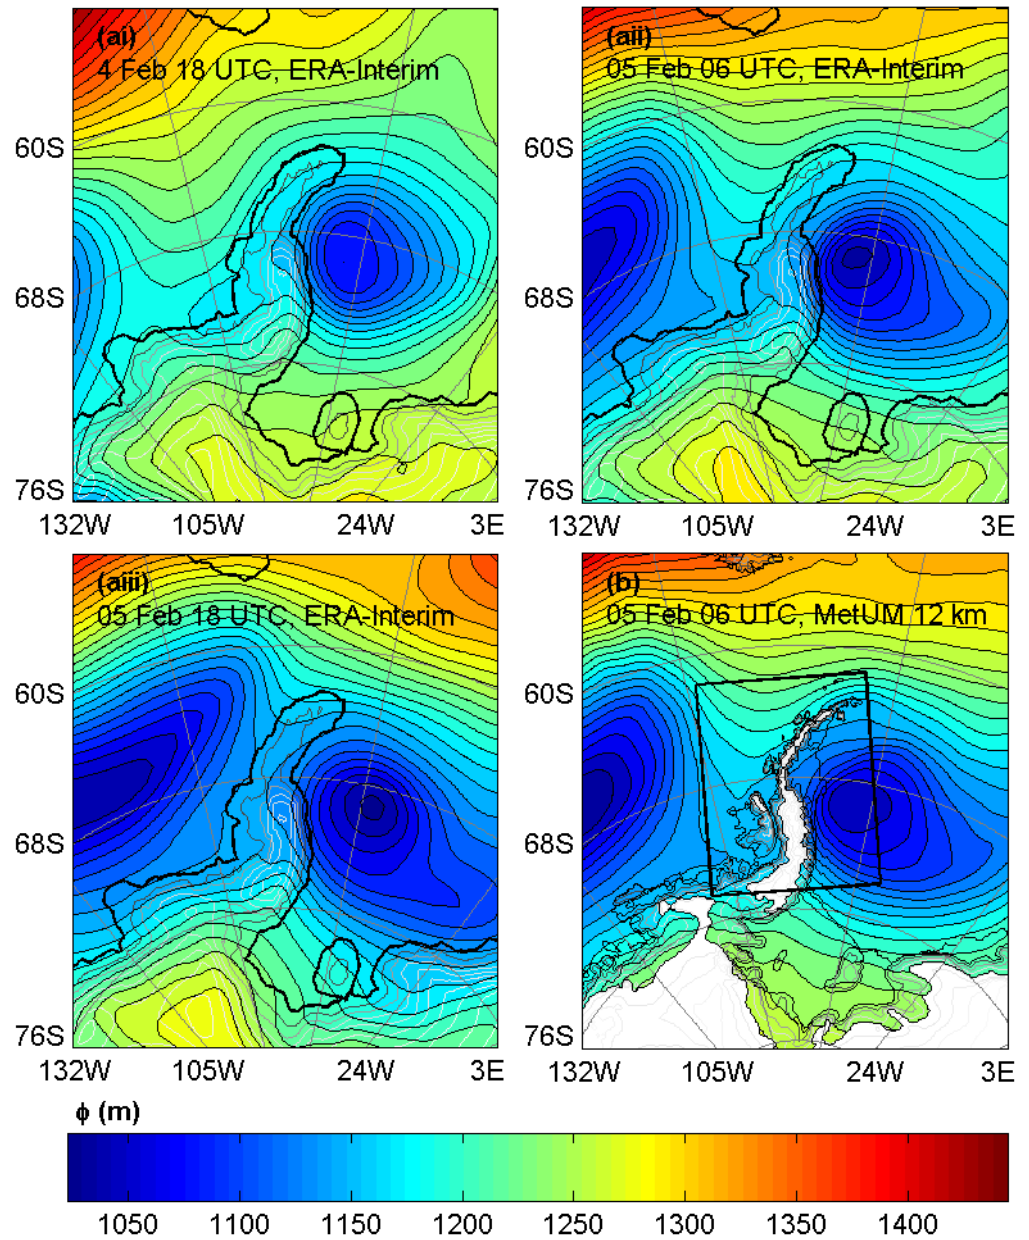 (ai)
4 Feb 18 UTC, ERA-Interim
(aii)
05 Feb 06 UTC, ERA-Interim
60S
68S
76S
132W 105W 24W 3E
60S
68S
76S
132W 105W 24W 3E
(aiii)
05 Feb 18 UTC, ERA-Interim
(b)
05 Feb 06 UTC, MetUM 12 km
60S
68S
76S
132W 105W 24W 3E
60S
68S
76S
132W 105W 24W 3E
ϕ (m)
1050 1100 1150 1200 1250 1300 1350 1400